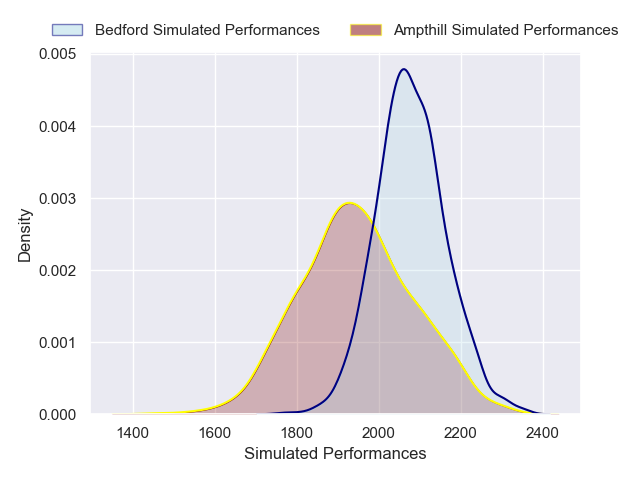 Bedford Simulated Performances
Ampthill Simulated Performances
0.005
0.004
0.003
0.002
0.001
0.000
Density
1400 1600 1800 2000 2200 2400
Simulated Performances